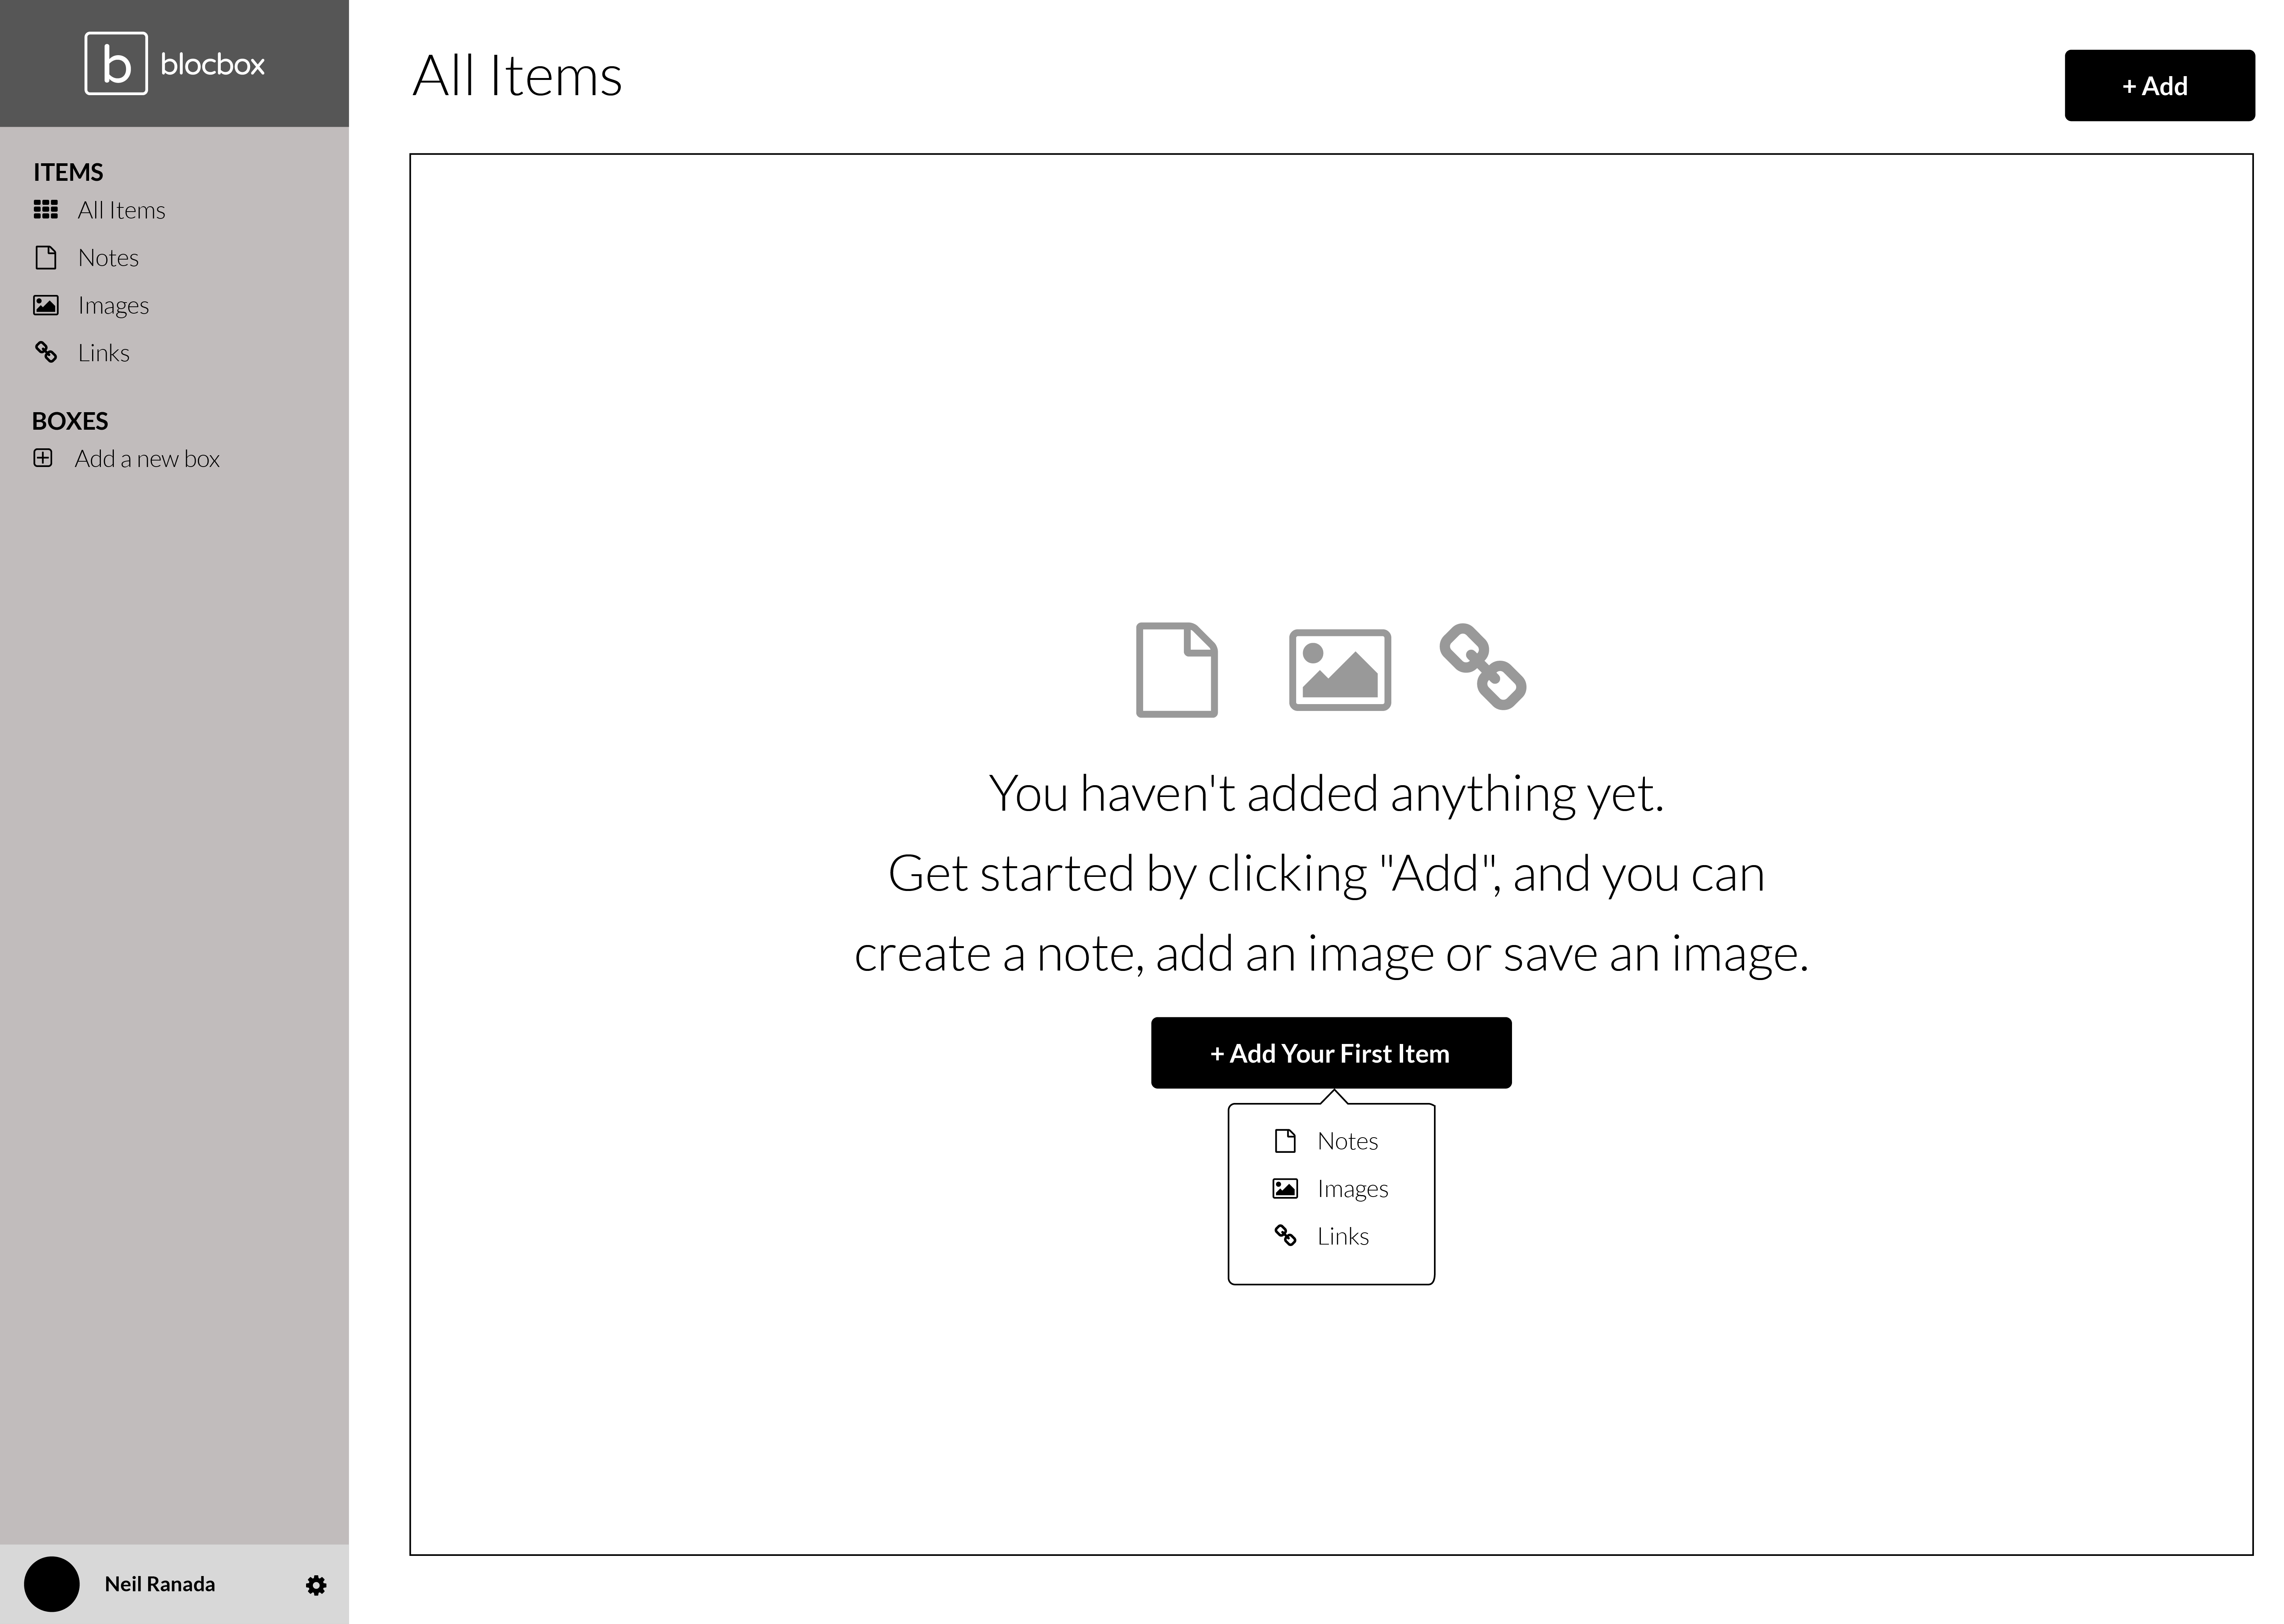 b blocbox
ITEMS
All Items
Notes
Images
Links
BOXES
Add a new box
Neil Ranada
All Items
+ Add
You haven't added anything yet.
Get started by clicking "Add", and you can
create a note, add an image or save an image.
+ Add Your First Item
Notes
Images
Links